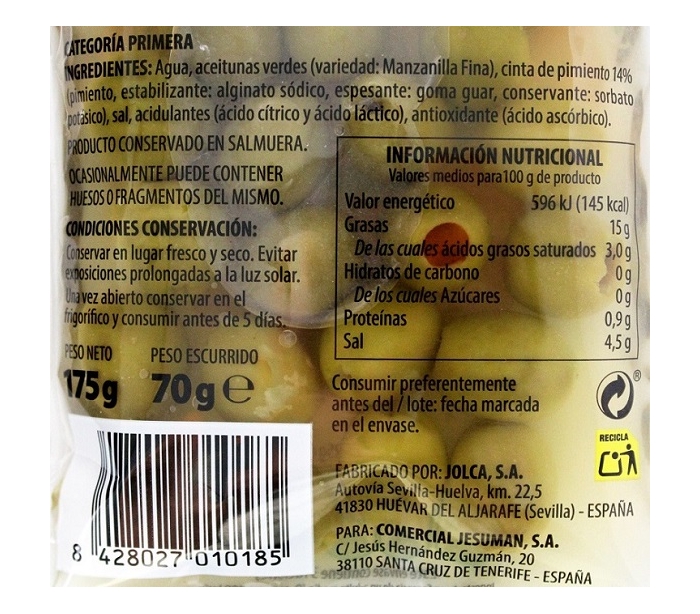 CATEGORÍA PRIMERA
INGREDIENTES: Agua, aceitunas verdes (variedad: Manzanilla Fina), cinta de pimiento 14%
(pimiento, estabilizante: alginato sódico, espesante: goma guar, conservante: sorbato
potásico), sal, acidulantes (ácido cítrico y ácido láctico), antioxidante (ácido ascórbico).
PRODUCTO CONSERVADO EN SALMUERA.
OCASIONALMENTE PUEDE CONTENER
HUESOS O FRAGMENTOS DEL MISMO.
CONDICIONES CONSERVACIÓN:
Conservar en lugar fresco y seco. Evitar
exposiciones prolongadas a la luz solar.
Una vez abierto conservar en el
frigorífico y consumir antes de 5 días.
PESO NETO PESO ESCURRIDO
175g 70g e
8 428027 010185
INFORMACIÓN NUTRICIONAL
Valores medios para 100 g de producto
Valor energético 596 kJ (145 kcal)
Grasas 15 g
De las cuales ácidos grasos saturados 3,0 g
Hidratos de carbono 0 g
De los cuales Azúcares 0 g
Proteínas 0,9 g
Sal 4,5 g
Consumir preferentemente
antes del / lote: fecha marcada
en el envase.
®
RECICLA
FABRICADO POR: JOLCA, S.A.
Autovía Sevilla-Huelva, km. 22,5
41830 HUÉVAR DEL ALJARAFE (Sevilla) - ESPAÑA
PARA: COMERCIAL JESUMAN, S.A.
C/ Jesús Hernández Guzmán, 20
38110 SANTA CRUZ DE TENERIFE - ESPAÑA